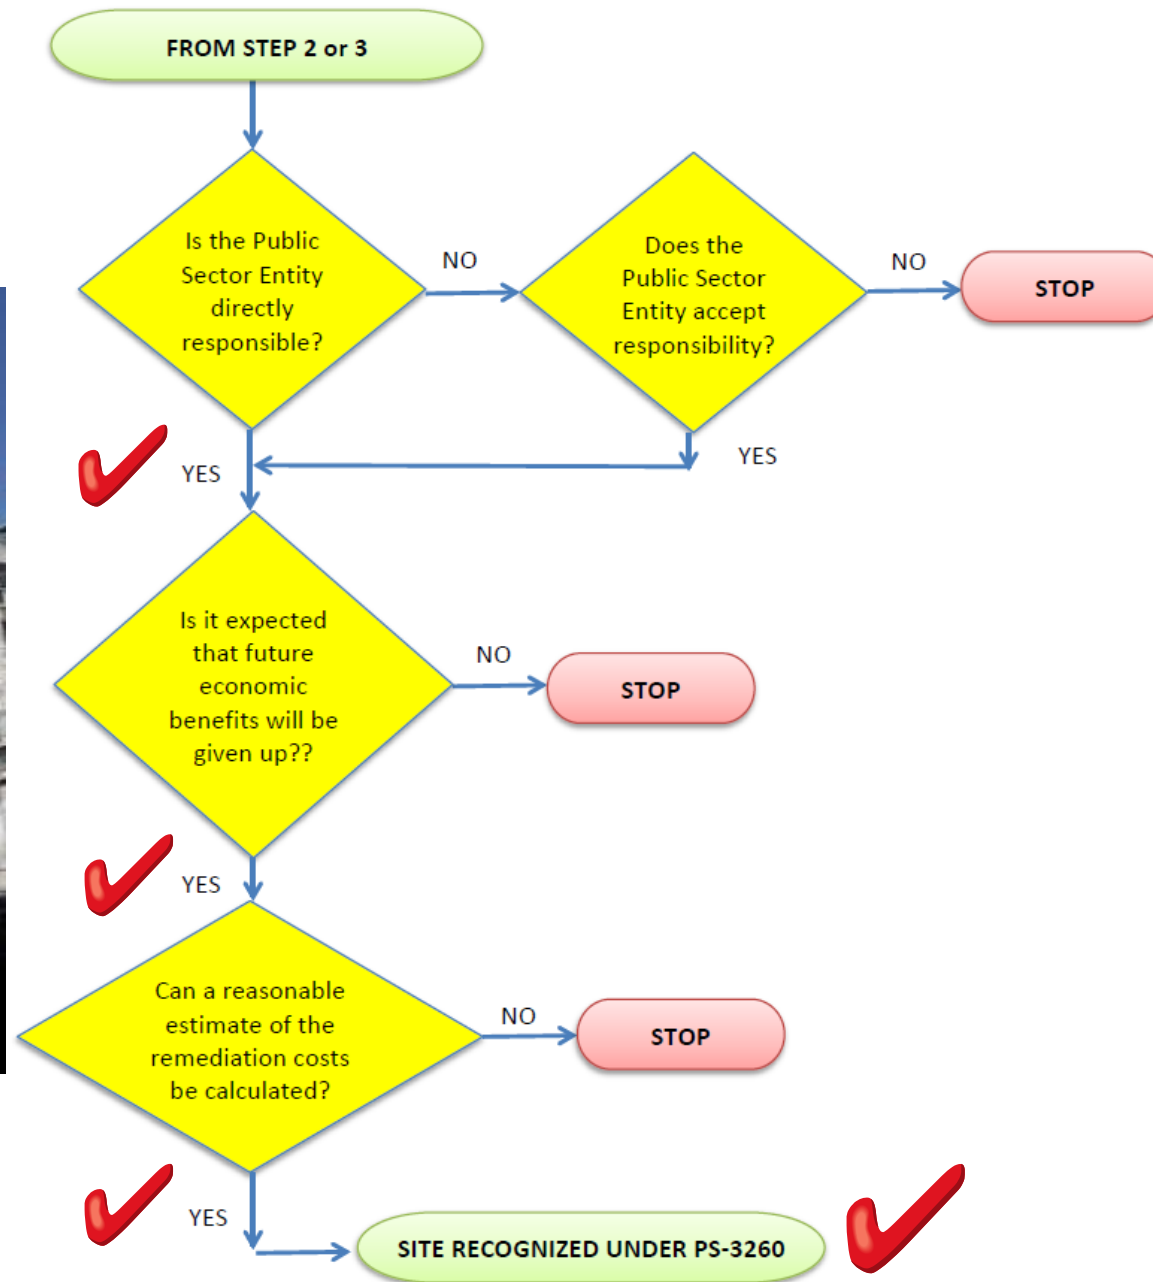 FROM STEP 2 or 3
Is the Public
Sector Entity
directly
responsible?
NO
Does the
Public Sector
Entity accept
responsibility?
NO
STOP
YES
YES
Is it expected
that future
economic
benefits will be
given up??
NO
STOP
YES
Can a reasonable
estimate of the
remediation costs
be calculated?
NO
STOP
YES
SITE RECOGNIZED UNDER PS-3260